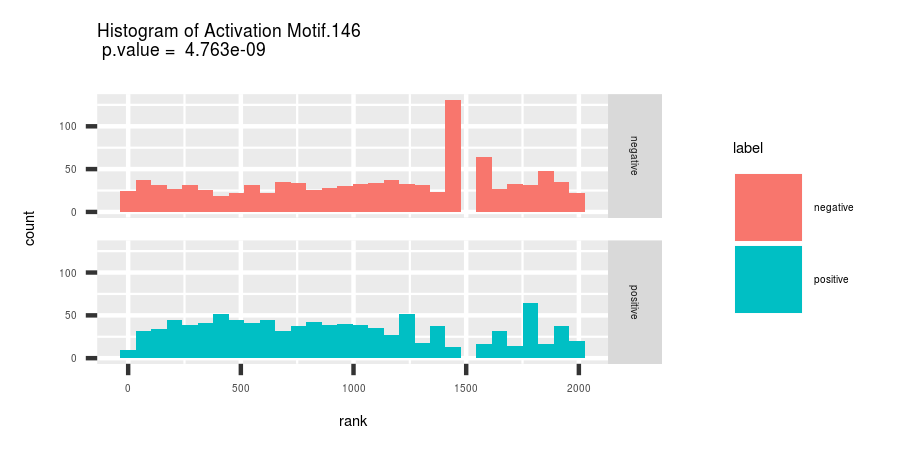 Histogram of Activation Motif.146
p.value = 4.763e-09
count
100
50
0
negative
100
50
0
positive
0 500 1000 1500 2000
rank
label
negative
positive